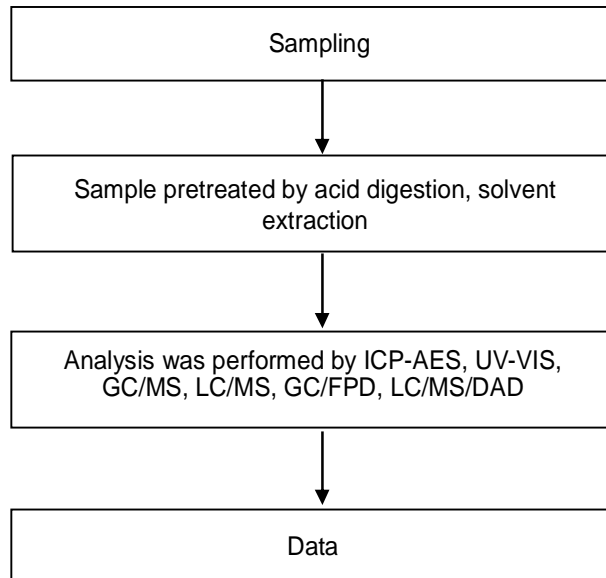 Sampling
Sample pretreated by acid digestion, solvent
extraction
Analysis was performed by ICP-AES, UV-VIS,
GC/MS, LC/MS, GC/FPD, LC/MS/DAD
Data